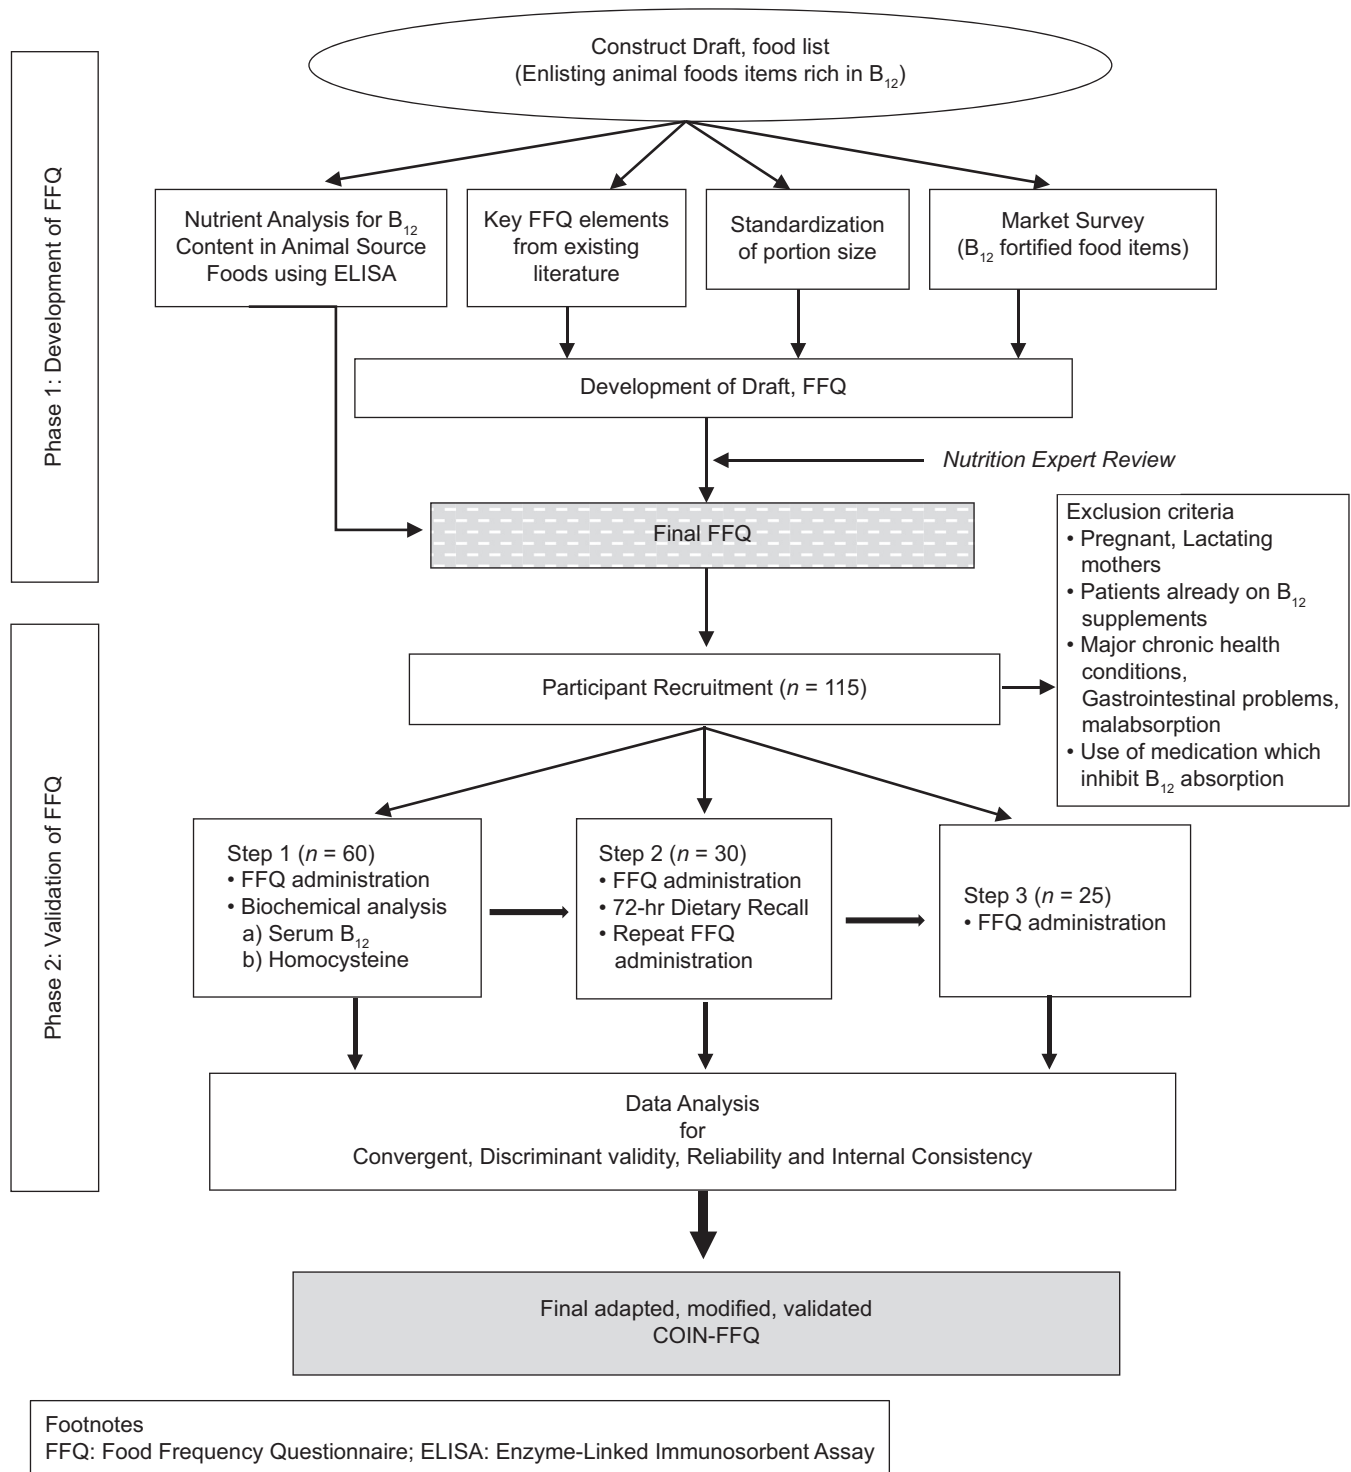 Construct Draft, food list
(Enlisting animal foods items rich in B₁₂)
Phase 1: Development of FFQ
Nutrient Analysis for B₁₂
Content in Animal Source
Foods using ELISA
Key FFQ elements
from existing
literature
Standardization
of portion size
Market Survey
(B₁₂ fortified food items)
Development of Draft, FFQ
Nutrition Expert Review
Final FFQ
Exclusion criteria
• Pregnant, Lactating
mothers
• Patients already on B₁₂
supplements
• Major chronic health
conditions,
Gastrointestinal problems,
malabsorption
• Use of medication which
inhibit B₁₂ absorption
Phase 2: Validation of FFQ
Participant Recruitment (n = 115)
Step 1 (n = 60)
• FFQ administration
• Biochemical analysis
a) Serum B₁₂
b) Homocysteine
Step 2 (n = 30)
• FFQ administration
• 72-hr Dietary Recall
• Repeat FFQ
administration
Step 3 (n = 25)
• FFQ administration
Data Analysis
for
Convergent, Discriminant validity, Reliability and Internal Consistency
Final adapted, modified, validated
COIN-FFQ
Footnotes
FFQ: Food Frequency Questionnaire; ELISA: Enzyme-Linked Immunosorbent Assay